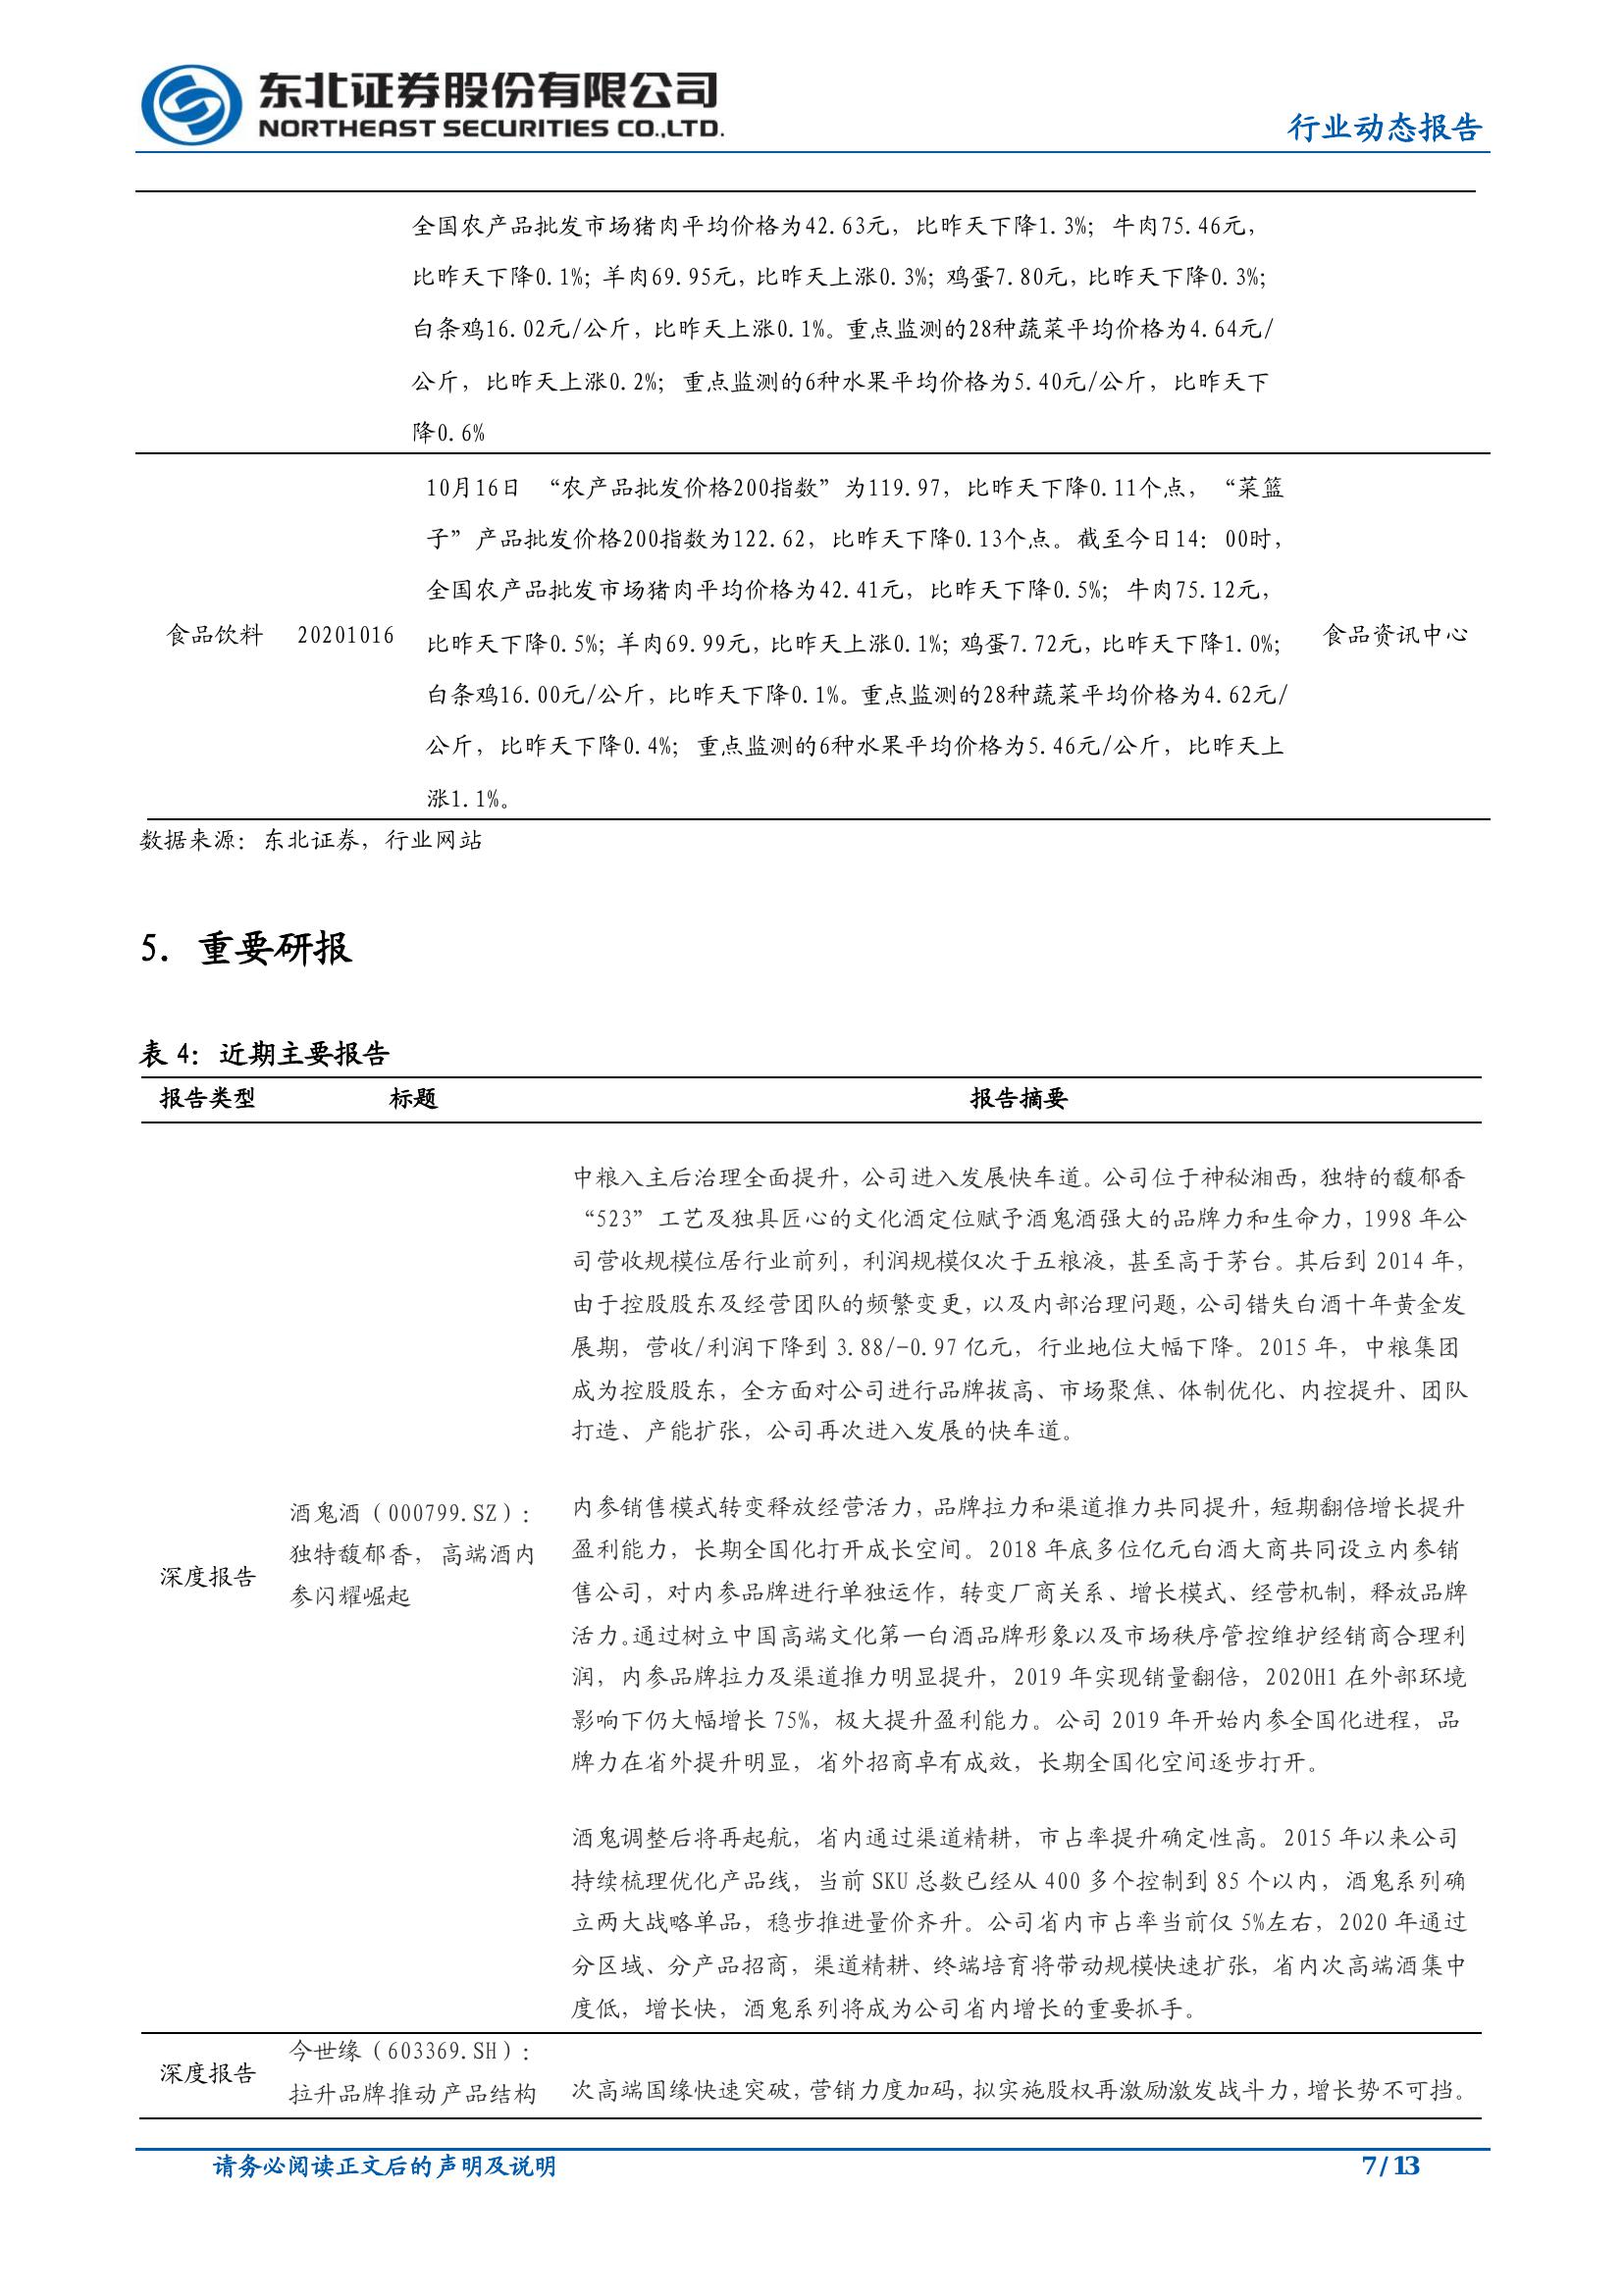 东北证券股份有限公司
NORTHEAST SECURITIES CO.,LTD.
行业动态报告
全国农产品批发市场猪肉平均价格为42.63元，比昨天下降1.3%；牛肉75.46元，
比昨天下降0.1%；羊肉69.95元，比昨天上涨0.3%；鸡蛋7.80元，比昨天下降0.3%；
白条鸡16.02元/公斤，比昨天上涨0.1%。重点监测的28种蔬菜平均价格为4.64元/
公斤，比昨天上涨0.2%；重点监测的6种水果平均价格为5.40元/公斤，比昨天下
降0.6%
食品饮料 20201016
10月16日 “农产品批发价格200指数”为119.97，比昨天下降0.11个点，“菜篮
子”产品批发价格200指数为122.62，比昨天下降0.13个点。截至今日14：00时，
全国农产品批发市场猪肉平均价格为42.41元，比昨天下降0.5%；牛肉75.12元，
比昨天下降0.5%；羊肉69.99元，比昨天上涨0.1%；鸡蛋7.72元，比昨天下降1.0%；
白条鸡16.00元/公斤，比昨天下降0.1%。重点监测的28种蔬菜平均价格为4.62元/
公斤，比昨天下降0.4%；重点监测的6种水果平均价格为5.46元/公斤，比昨天上
涨1.1%。
食品资讯中心
数据来源：东北证券，行业网站
5. 重要研报
表 4：近期主要报告
报告类型 标题 报告摘要
深度报告
酒鬼酒（000799.SZ）：
独特馥郁香，高端酒内
参闪耀崛起
中粮入主后治理全面提升，公司进入发展快车道。公司位于神秘湘西，独特的馥郁香
“523”工艺及独具匠心的文化酒定位赋予酒鬼酒强大的品牌力和生命力，1998 年公
司营收规模位居行业前列，利润规模仅次于五粮液，甚至高于茅台。其后到 2014 年，
由于控股股东及经营团队的频繁变更，以及内部治理问题，公司错失白酒十年黄金发
展期，营收/利润下降到 3.88/-0.97 亿元，行业地位大幅下降。2015 年，中粮集团
成为控股股东，全方面对公司进行品牌拔高、市场聚焦、体制优化、内控提升、团队
打造、产能扩张，公司再次进入发展的快车道。
内参销售模式转变释放经营活力，品牌拉力和渠道推力共同提升，短期翻倍增长提升
盈利能力，长期全国化打开成长空间。2018 年底多位亿元白酒大商共同设立内参销
售公司，对内参品牌进行单独运作，转变厂商关系、增长模式、经营机制，释放品牌
活力。通过树立中国高端文化第一白酒品牌形象以及市场秩序管控维护经销商合理利
润，内参品牌拉力及渠道推力明显提升，2019 年实现销量翻倍，2020H1 在外部环境
影响下仍大幅增长 75%，极大提升盈利能力。公司 2019 年开始内参全国化进程，品
牌力在省外提升明显，省外招商卓有成效，长期全国化空间逐步打开。
酒鬼调整后将再起航，省内通过渠道精耕，市占率提升确定性高。2015 年以来公司
持续梳理优化产品线，当前 SKU 总数已经从 400 多个控制到 85 个以内，酒鬼系列确
立两大战略单品，稳步推进量价齐升。公司省内市占率当前仅 5%左右，2020 年通过
分区域、分产品招商，渠道精耕、终端培育将带动规模快速扩张，省内次高端酒集中
度低，增长快，酒鬼系列将成为公司省内增长的重要抓手。
深度报告
今世缘（603369.SH）：
拉升品牌推动产品结构
次高端国缘快速突破，营销力度加码，拟实施股权再激励激发战斗力，增长势不可挡。
请务必阅读正文后的声明及说明
7 / 13